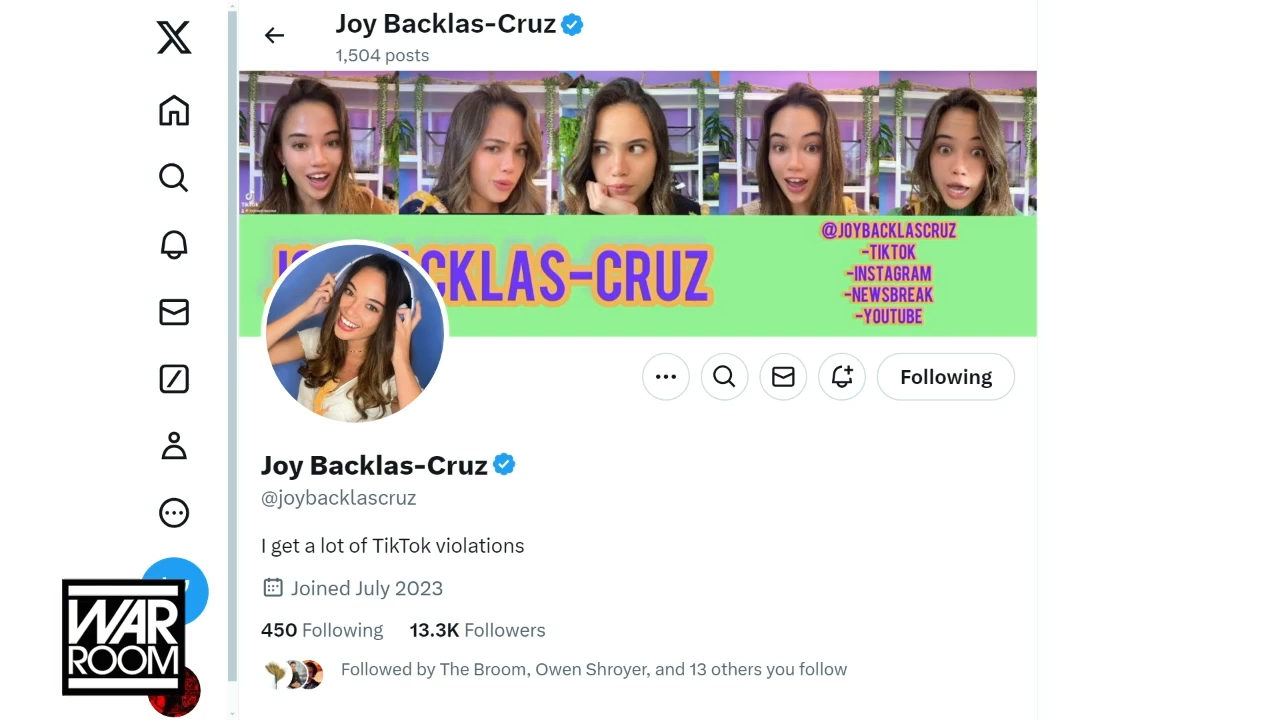 Joy Backlas-Cruz
1,504 posts
TIKTOK
CKLAS-CRUZ
@JOYBACKLASCRUZ
-TIKTOK
-INSTAGRAM
-NEWSBREAK
-YOUTUBE
Following
Joy Backlas-Cruz
@joybacklascruz
I get a lot of TikTok violations
Joined July 2023
450 Following 13.3K Followers
Followed by The Broom, Owen Shroyer, and 13 others you follow
WAR
ROOM